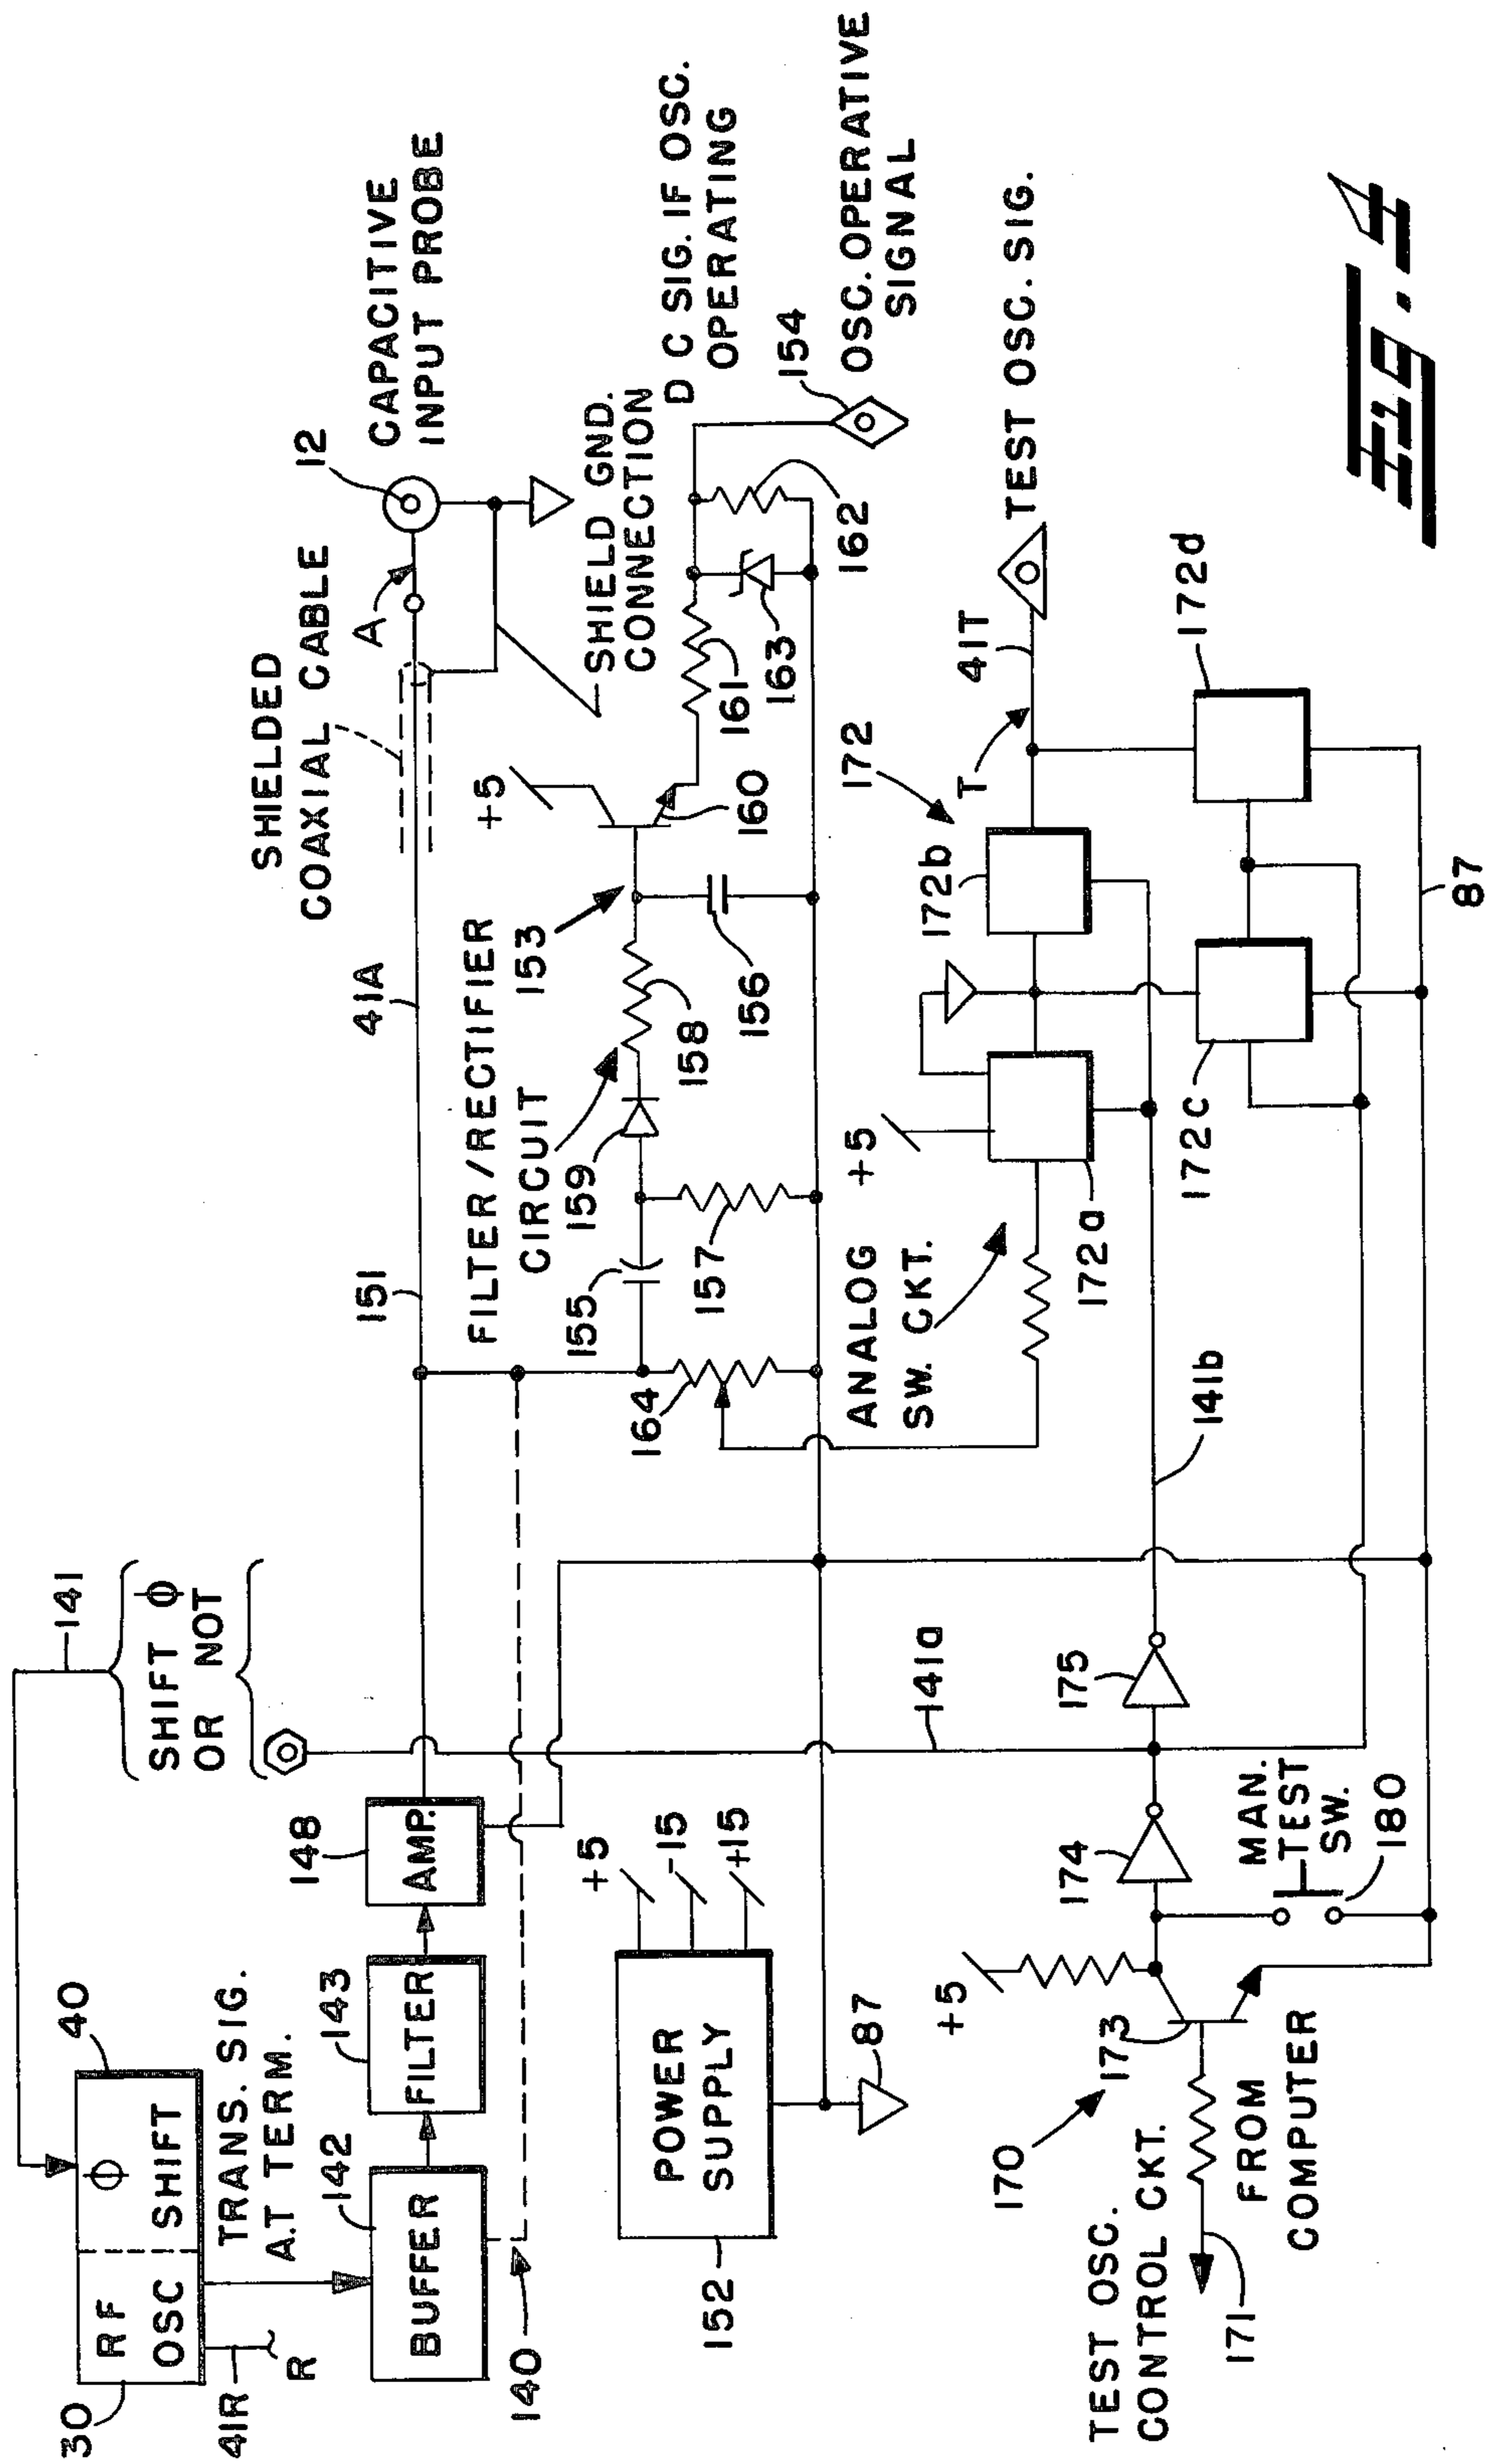 141
SHIFT Φ
OR NOT
30
RF
OSC
Φ
SHIFT
40
41R
R
TRANS. SIG.
A.T TERM.
142
BUFFER
143
FILTER
148
AMP.
140
151
41A
SHIELDED
COAXIAL CABLE
A
12
CAPACITIVE
INPUT PROBE
SHIELD GND.
CONNECTION
FILTER/RECTIFIER
CIRCUIT
153
155
159
157
158
156
+5
160
161
163
162
D C SIG. IF OSC.
OPERATING
154
OSC. OPERATIVE
SIGNAL
164
152
POWER
SUPPLY
+5
-15
+15
87
ANALOG
SW. CKT.
+5
172a
172b
172
T
41T
TEST OSC. SIG.
172c
172d
87
141a
141b
175
174
+5
170
173
TEST OSC.
CONTROL CKT.
171
FROM
COMPUTER
MAN.
TEST
SW.
180
FIG. 4